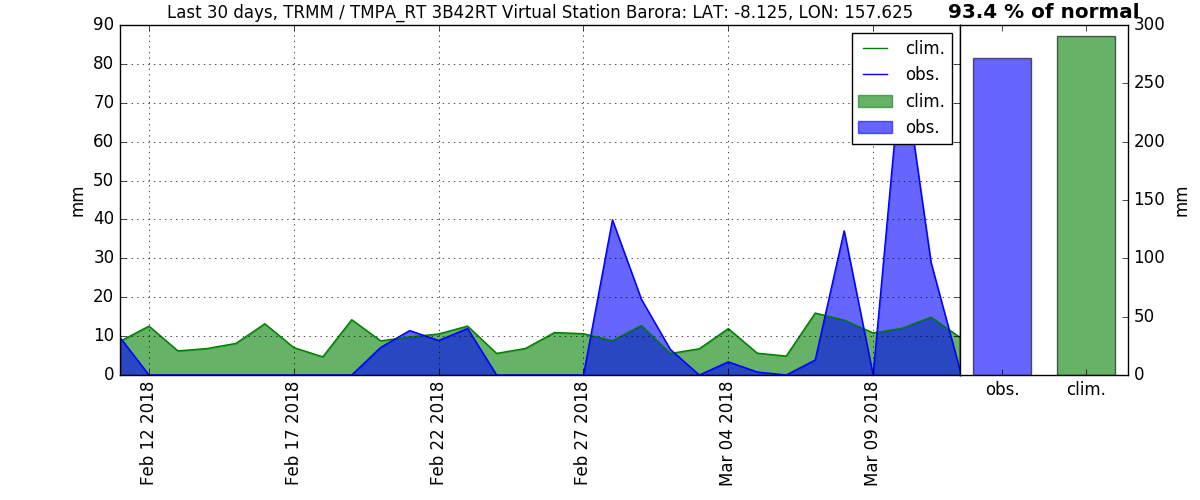 Last 30 days, TRMM / TMPA_RT 3B42RT Virtual Station Barora: LAT: -8.125, LON: 157.625
93.4 % of normal
90
80
70
60
50
40
30
20
10
0
mm
clim.
obs.
clim.
obs.
Feb 12 2018
Feb 17 2018
Feb 22 2018
Feb 27 2018
Mar 04 2018
Mar 09 2018
300
250
200
150
100
50
0
mm
obs.
clim.